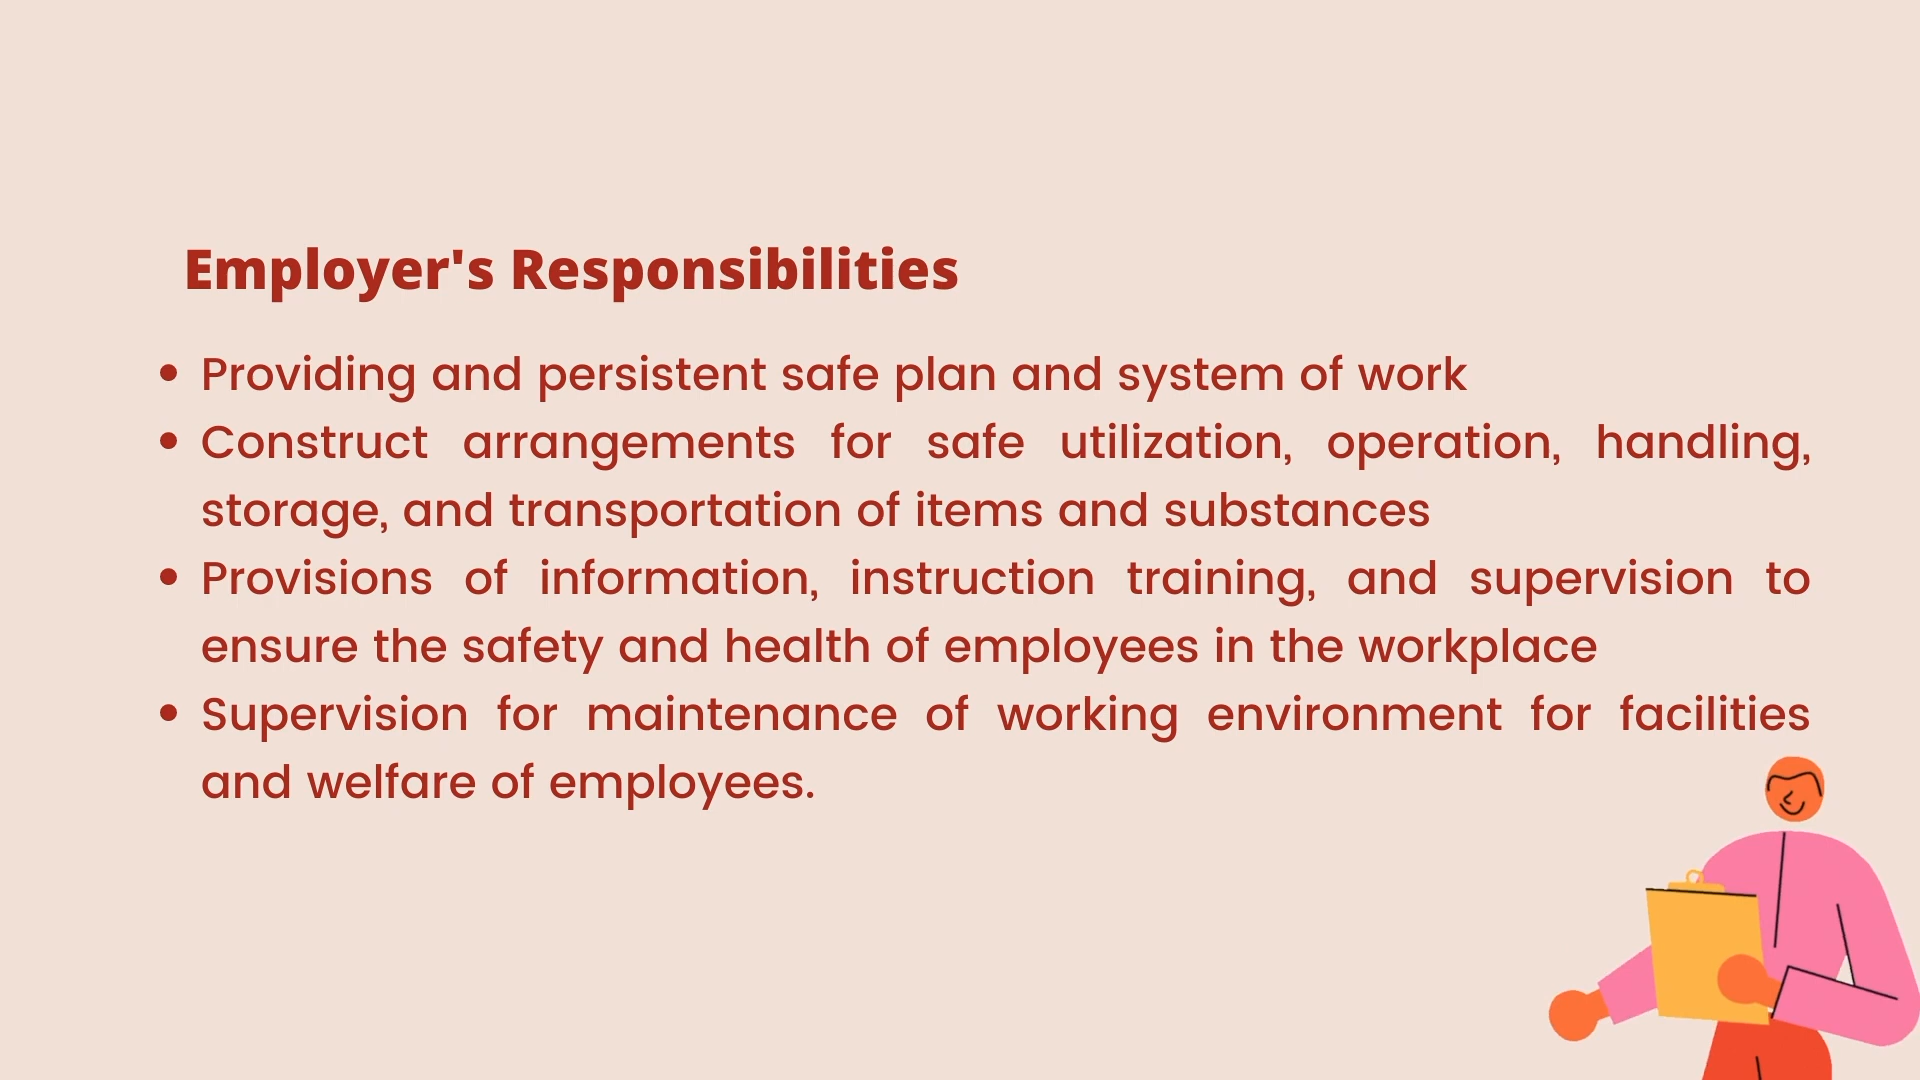 Employer's Responsibilities
• Providing and persistent safe plan and system of work
• Construct arrangements for safe utilization, operation, handling,
storage, and transportation of items and substances
• Provisions of information, instruction training, and supervision to
ensure the safety and health of employees in the workplace
• Supervision for maintenance of working environment for facilities
and welfare of employees.